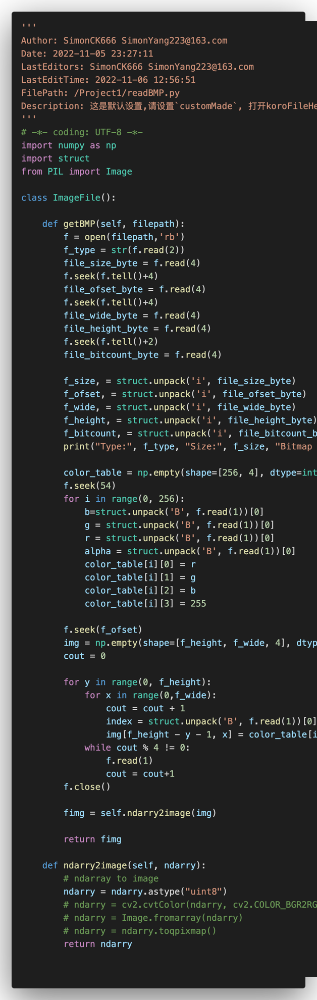 '''
Author: SimonCK666 SimonYang223@163.com
Date: 2022-11-05 23:27:11
LastEditors: SimonCK666 SimonYang223@163.com
LastEditTime: 2022-11-06 12:56:51
FilePath: /Project1/readBMP.py
Description: 这是默认设置,请设置`customMade`, 打开koroFileHe
'''
# -*- coding: UTF-8 -*-
import numpy as np
import struct
from PIL import Image

class ImageFile():

    def getBMP(self, filepath):
        f = open(filepath,'rb')
        f_type = str(f.read(2))
        file_size_byte = f.read(4)
        f.seek(f.tell()+4)
        file_ofset_byte = f.read(4)
        f.seek(f.tell()+4)
        file_wide_byte = f.read(4)
        file_height_byte = f.read(4)
        f.seek(f.tell()+2)
        file_bitcount_byte = f.read(4)

        f_size, = struct.unpack('i', file_size_byte)
        f_ofset, = struct.unpack('i', file_ofset_byte)
        f_wide, = struct.unpack('i', file_wide_byte)
        f_height, = struct.unpack('i', file_height_byte)
        f_bitcount, = struct.unpack('i', file_bitcount_b
        print("Type:", f_type, "Size:", f_size, "Bitmap

        color_table = np.empty(shape=[256, 4], dtype=int
        f.seek(54)
        for i in range(0, 256):
            b=struct.unpack('B', f.read(1))[0]
            g = struct.unpack('B', f.read(1))[0]
            r = struct.unpack('B', f.read(1))[0]
            alpha = struct.unpack('B', f.read(1))[0]
            color_table[i][0] = r
            color_table[i][1] = g
            color_table[i][2] = b
            color_table[i][3] = 255

        f.seek(f_ofset)
        img = np.empty(shape=[f_height, f_wide, 4], dtyp
        cout = 0

        for y in range(0, f_height):
            for x in range(0,f_wide):
                cout = cout + 1
                index = struct.unpack('B', f.read(1))[0]
                img[f_height - y - 1, x] = color_table[i
            while cout % 4 != 0:
                f.read(1)
                cout = cout+1
        f.close()

        fimg = self.ndarry2image(img)

        return fimg

    def ndarry2image(self, ndarry):
        # ndarray to image
        ndarry = ndarry.astype("uint8")
        # ndarry = cv2.cvtColor(ndarry, cv2.COLOR_BGR2RG
        # ndarry = Image.fromarray(ndarry)
        # ndarry = ndarry.toqpixmap()
        return ndarry